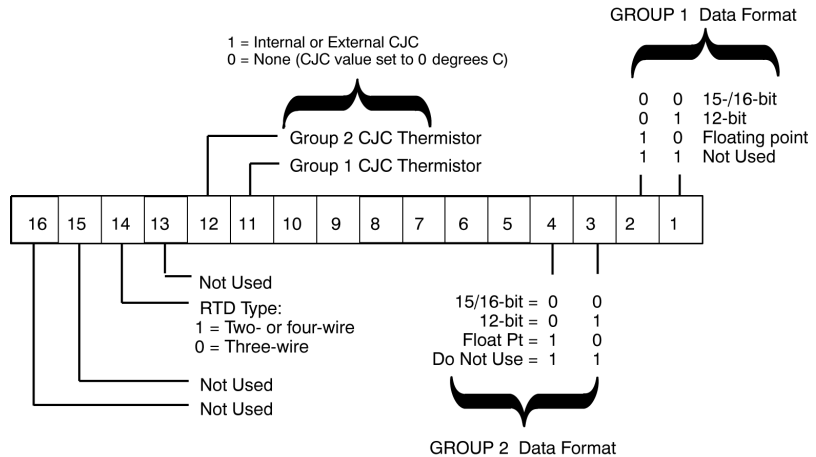 GROUP 1 Data Format
1 = Internal or External CJC
0 = None (CJC value set to 0 degrees C)
0 0 15-/16-bit
0 1 12-bit
1 0 Floating point
1 1 Not Used
Group 2 CJC Thermistor
Group 1 CJC Thermistor
16 15 14 13 12 11 10 9 8 7 6 5 4 3 2 1
Not Used
RTD Type:
1 = Two- or four-wire
0 = Three-wire
Not Used
Not Used
15/16-bit = 0 0
12-bit = 0 1
Float Pt = 1 0
Do Not Use = 1 1
GROUP 2 Data Format